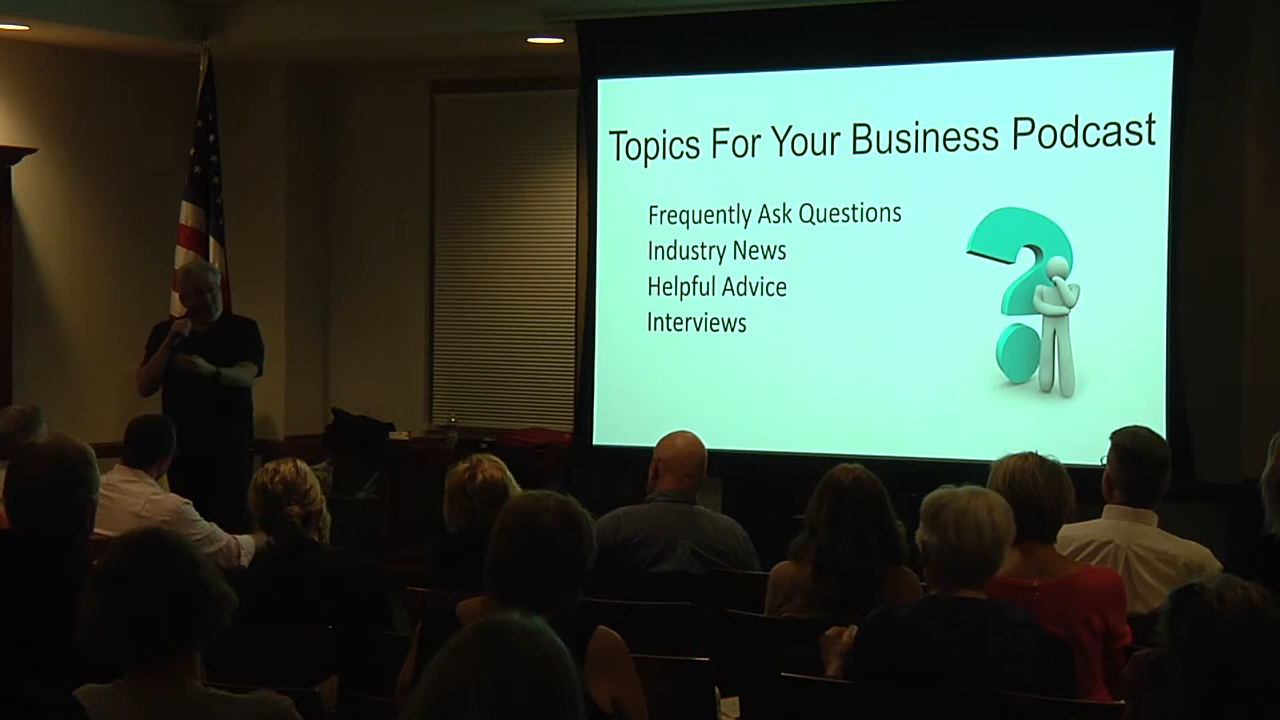 Topics For Your Business Podcast
Frequently Ask Questions
Industry News
Helpful Advice
Interviews